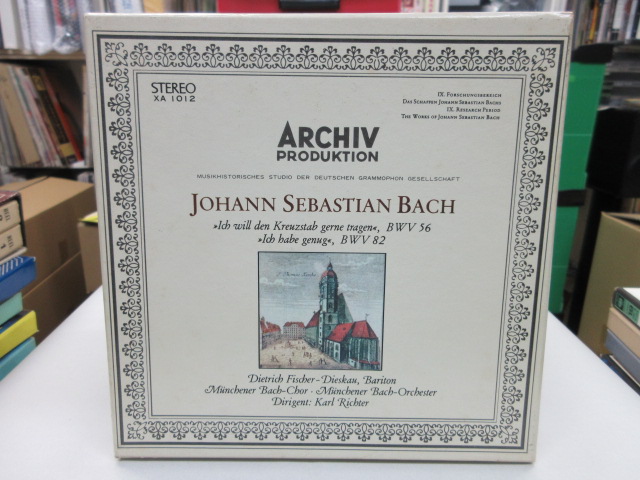 STEREO
XA 1012
IX. Forschungsbereich
Das Schaffen Johann Sebastian Bachs
IX. Research Period
The Works of Johann Sebastian Bach
ARCHIV
PRODUKTION
MUSIKHISTORISCHES STUDIO DER DEUTSCHEN GRAMMOPHON GESELLSCHAFT
JOHANN SEBASTIAN BACH
»Ich will den Kreuzstab gerne tragen«, BWV 56
»Ich habe genug«, BWV 82
Dietrich Fischer-Dieskau, Bariton
Münchener Bach-Chor · Münchener Bach-Orchester
Dirigent: Karl Richter